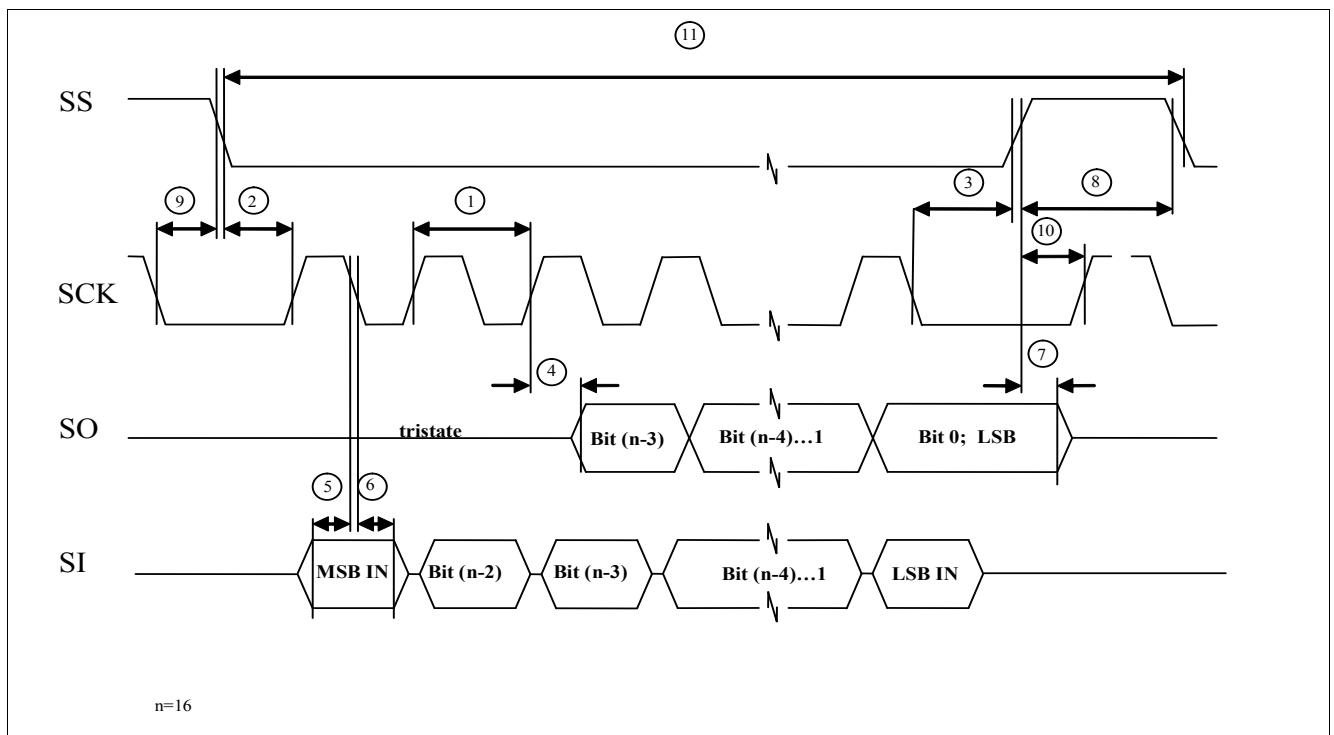 11
SS
9
2
1
3
8
10
SCK
4
7
SO
tristate
Bit (n-3)
Bit (n-4)...1
Bit 0; LSB
5
6
SI
MSB IN
Bit (n-2)
Bit (n-3)
Bit (n-4)...1
LSB IN
n=16